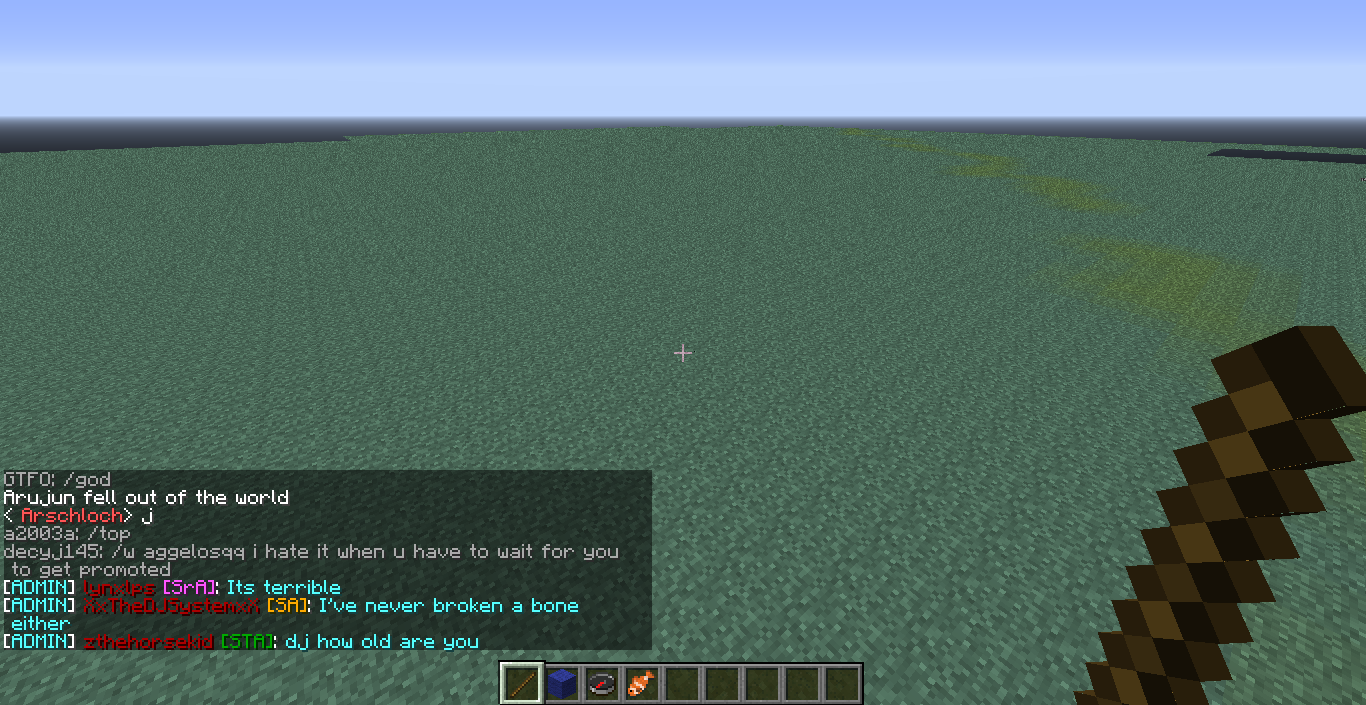 GTFO: /god
Arujun fell out of the world
< Arschloch> j
a2003a: /top
decyj145: /w aggelosqq i hate it when u have to wait for you
to get promoted
[ADMIN] lynxlps [SrA]: Its terrible
[ADMIN] XxTheDJSystemxX [SA]: I've never broken a bone
either
[ADMIN] zthehorsekid [STA]: dj how old are you